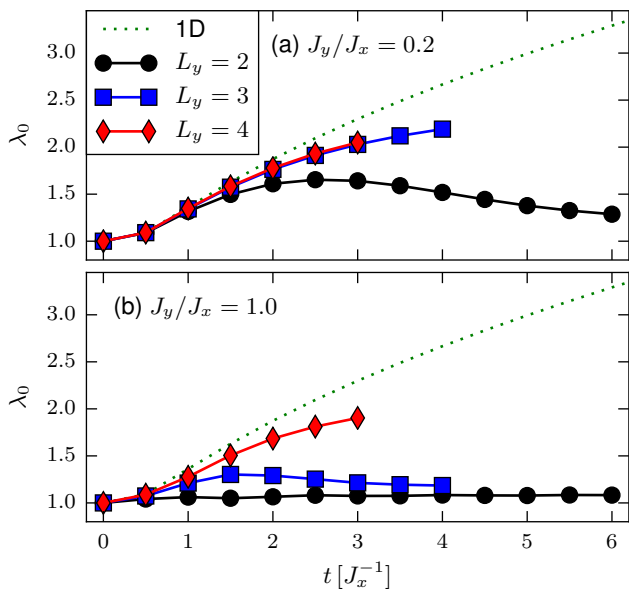 1D
L_y = 2
L_y = 3
L_y = 4
(a) J_y/J_x = 0.2
λ_0
3.0
2.5
2.0
1.5
1.0
(b) J_y/J_x = 1.0
λ_0
3.0
2.5
2.0
1.5
1.0
0 1 2 3 4 5 6
t [J_x^{-1}]